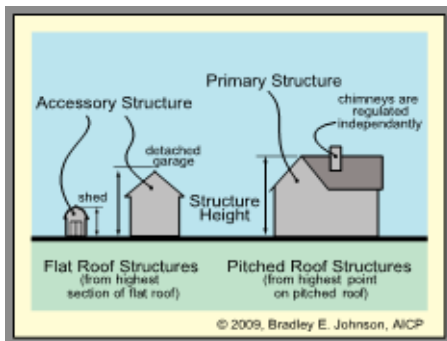 Primary Structure
chimneys are
regulated
independantly
Accessory Structure
detached
garage
shed
Structure
Height
Flat Roof Structures
(from highest
section of flat roof)
Pitched Roof Structures
(from highest point
on pitched roof)
© 2009, Bradley E. Johnson, AICP